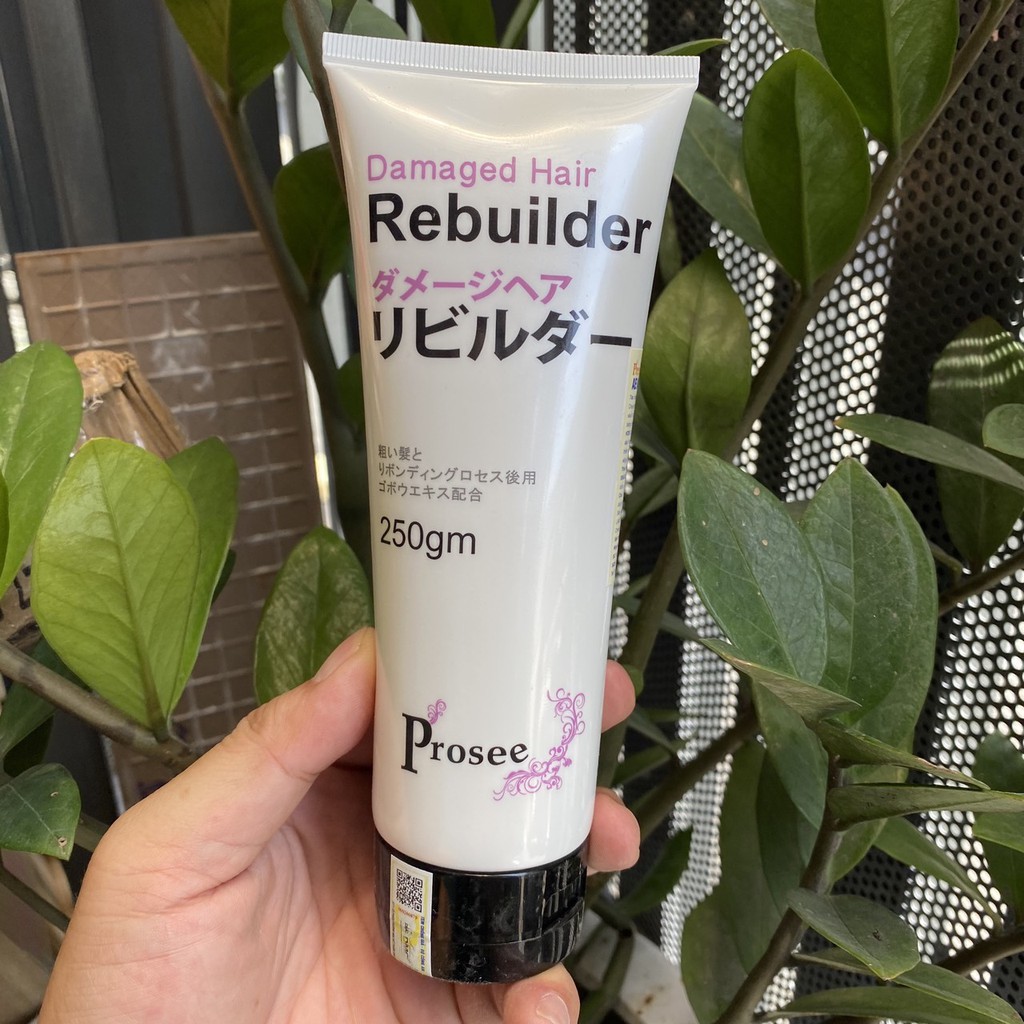 Damaged Hair
Rebuilder
ダメージヘア
リビルダー
粗い髪と
りボンディングロセス後用
ゴボウエキス配合
250gm
Prosee